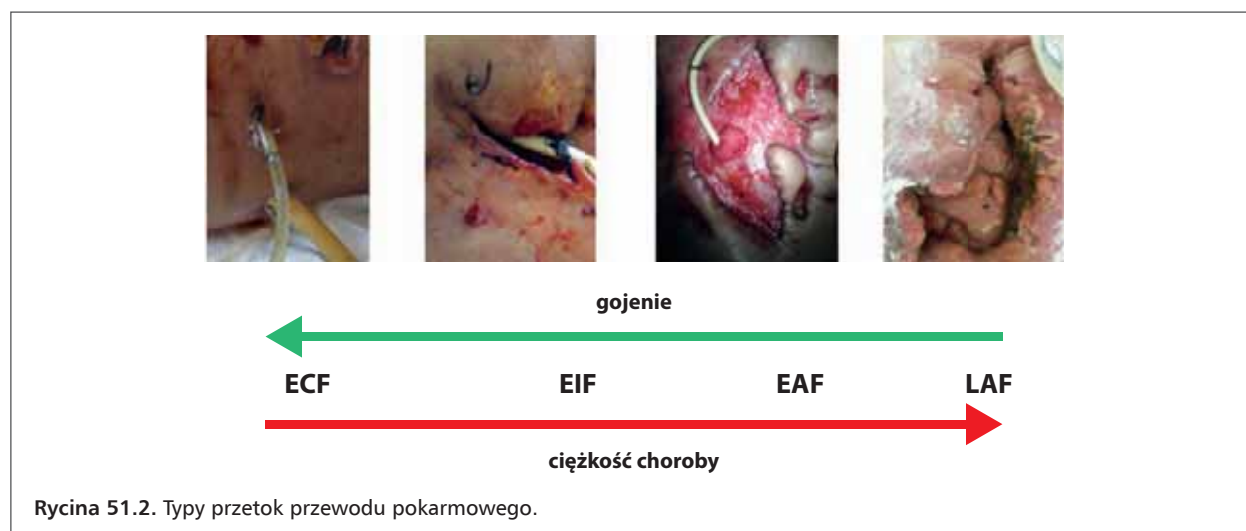 gojenie
ECF EIF EAF LAF
ciężkość choroby
Rycina 51.2. Typy przetok przewodu pokarmowego.